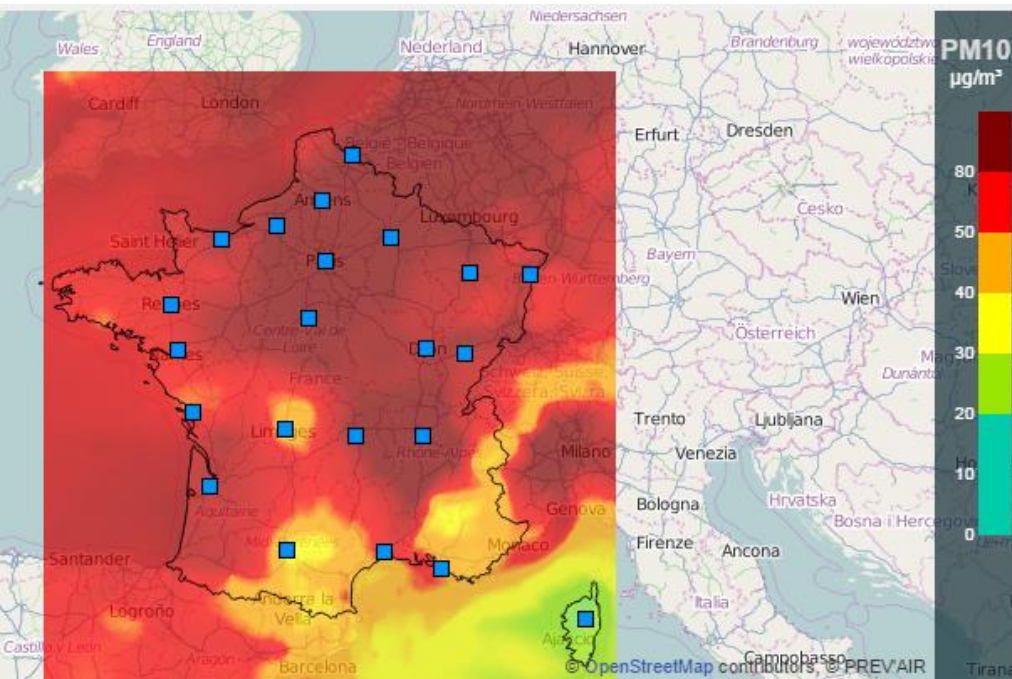 Niedersachsen
Wales
England
Nederland
Hannover
Brandenburg
województwo
wielkopolskie
PM10
µg/m³
Cardiff
London
Nordrhein-Westfalen
Erfurt
Dresden
België - Belgique
Belgien
80
Amiens
Luxembourg
Česko
50
Saint Helier
Paris
Baden-Württemberg
Bayern
40
Rennes
Wien
Centre-Val de
Loire
Österreich
30
Nantes
Dijon
France
Schweiz/Suisse/
Svizzera/Svizra
Dunántúl
20
Limoges
Trento
Ljubljana
Rhône-Alpes
Milano
Venezia
10
Aquitaine
Genova
Bologna
Hrvatska
Bosna i Hercegov
0
Santander
Midi-Pyrénées
Monaco
Firenze
Ancona
Logroño
Andorra la
Vella
Italia
Ajaccio
Castilla y León
Aragón
Barcelona
Campobasso
© OpenStreetMap contributors, © PREV'AIR
Tirana